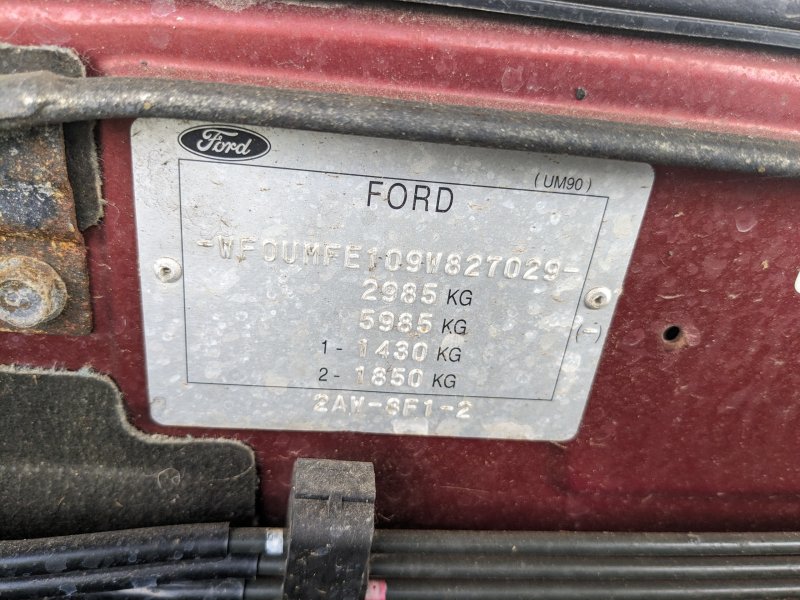 Ford
(UM90)
FORD
-WF0UMFE109W827029-
2985 KG
5985 KG
1 - 1430 KG
2 - 1850 KG
(-)
2AW-SF1-2